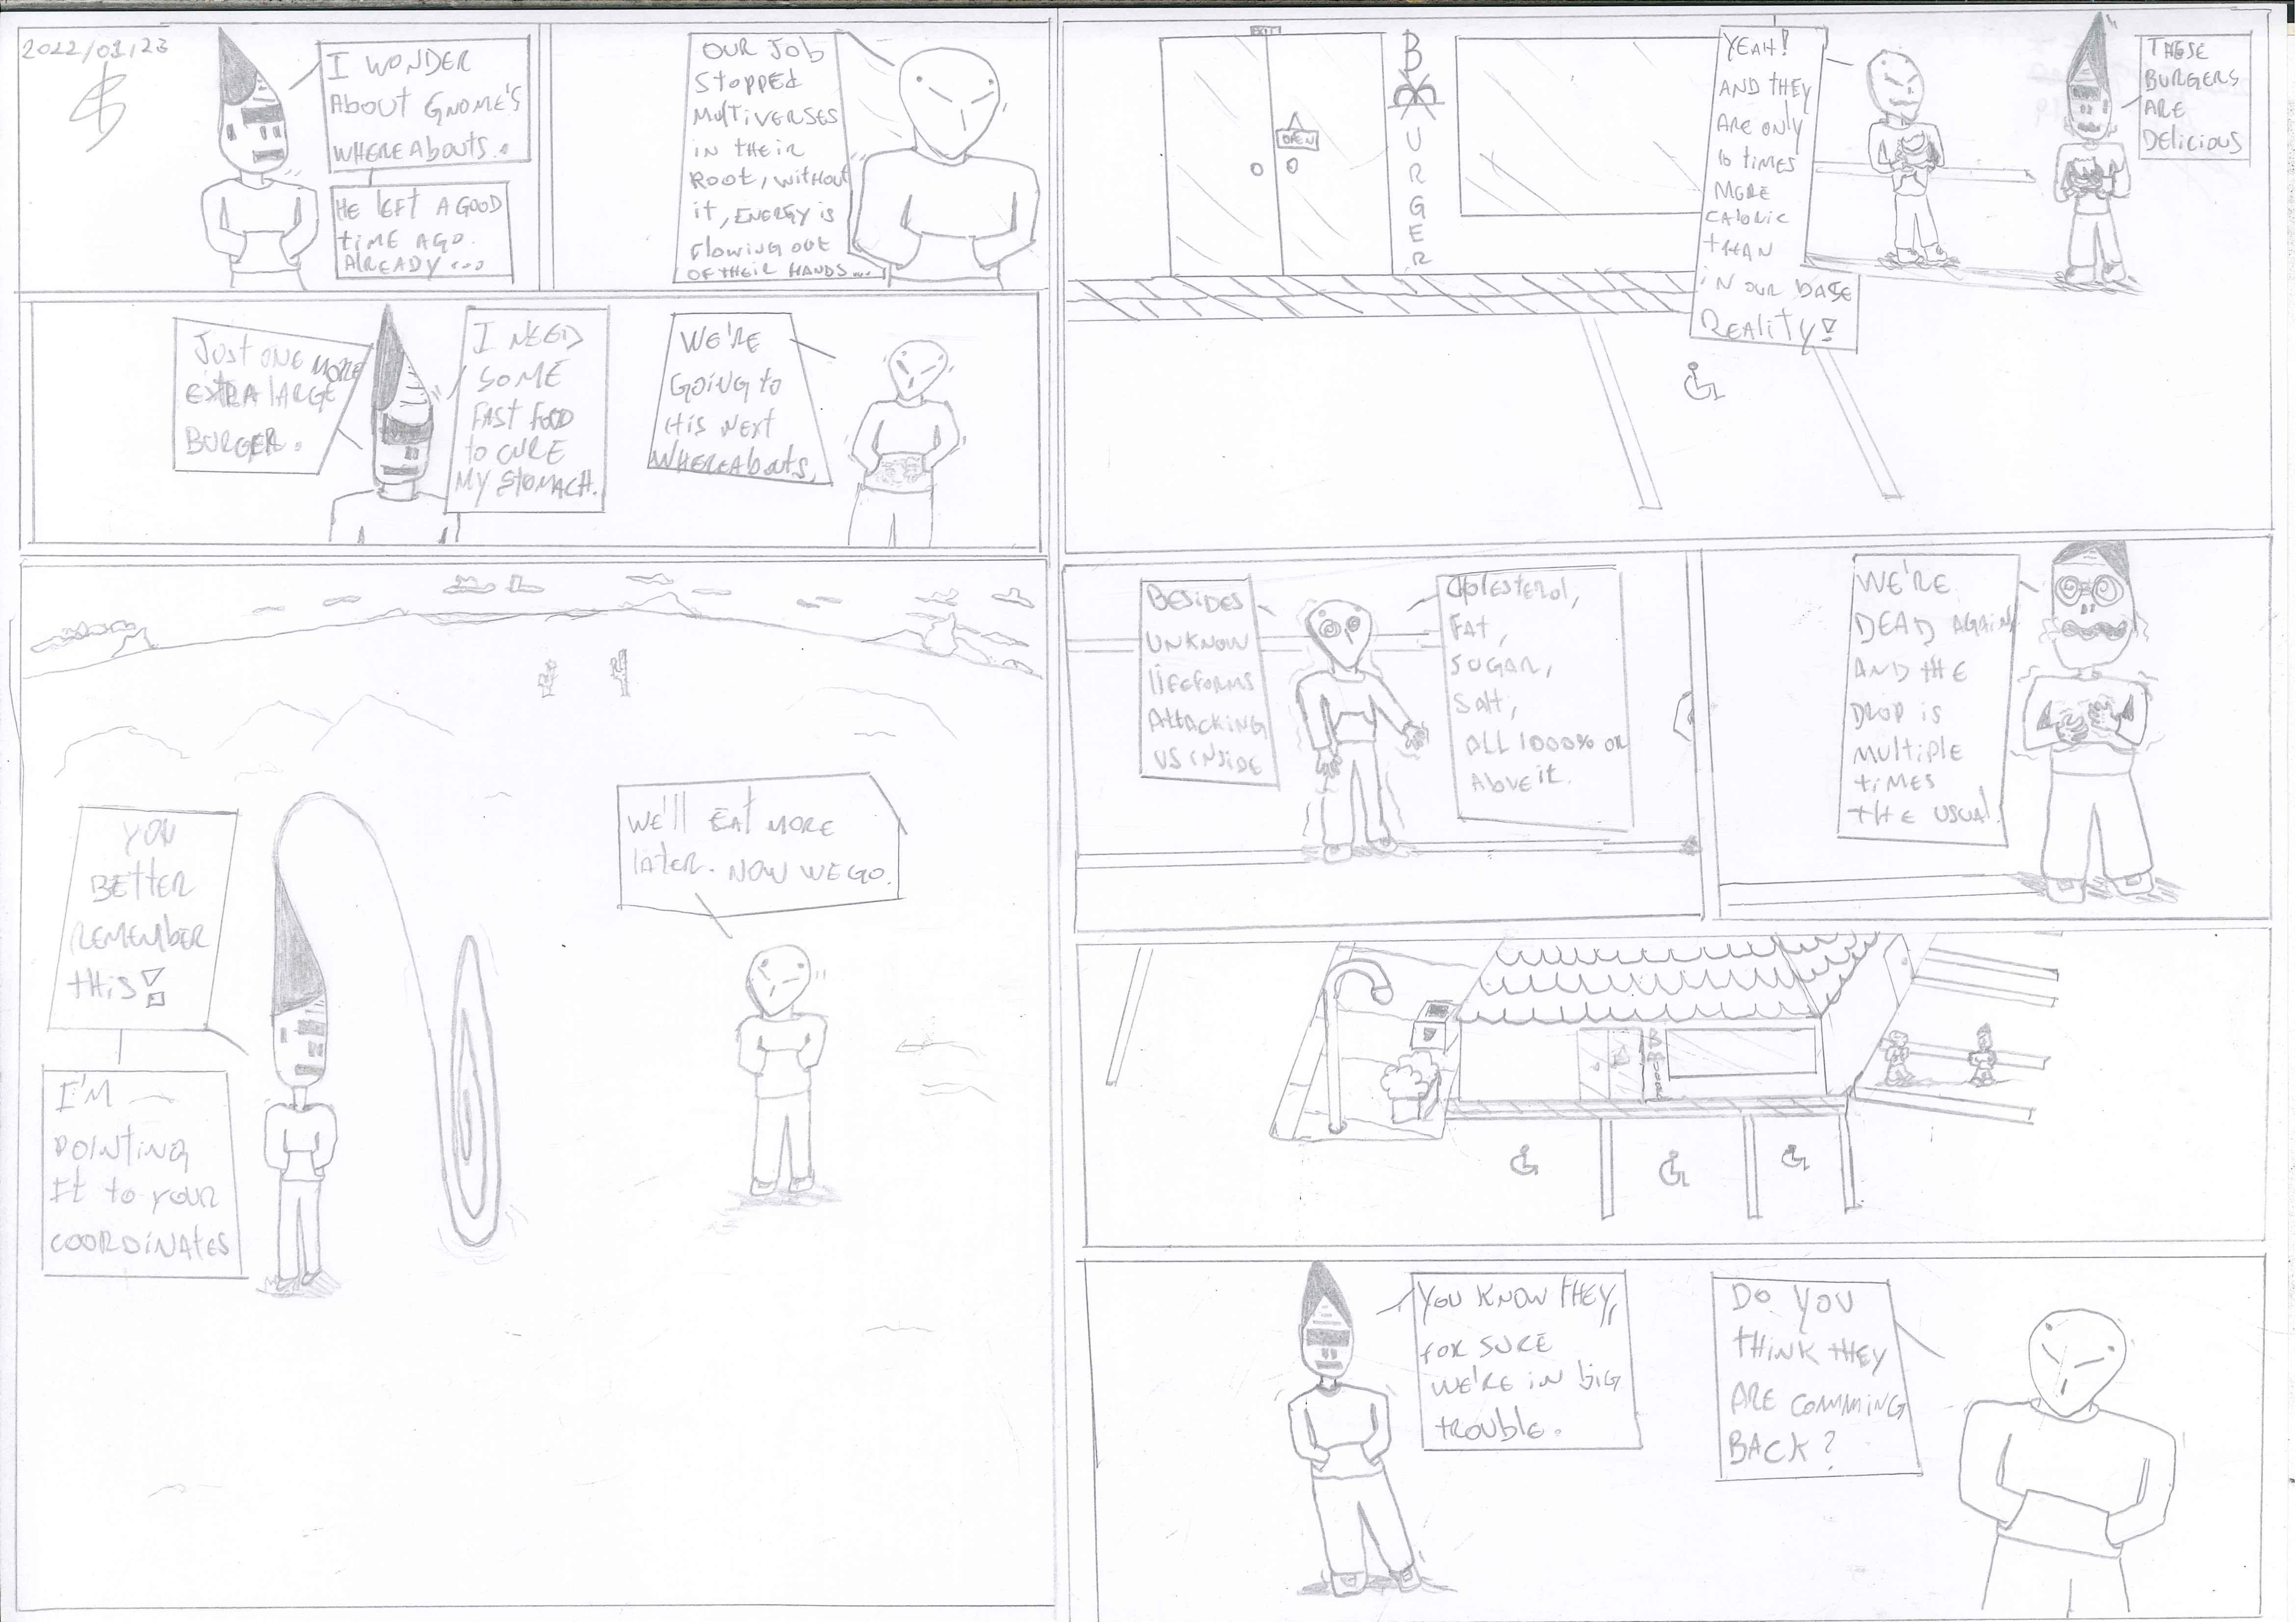 2022/01/23
I WONDER
ABOUT GNOME'S
WHEREABOUTS..
HE LEFT A GOOD
TIME AGO.
ALREADY...
OUR JOB
STOPPED
MULTIVERSES
IN THEIR
ROOT, WITHOUT
IT, ENERGY IS
FLOWING OUT
OF THEIR HANDS...
JUST ONE MORE
EXTRA LARGE
BURGER.
I NEED
SOME
FAST FOOD
TO CURE
MY STOMACH.
WE'RE
GOING TO
HIS NEXT
WHEREABOUTS.
YOU
BETTER
REMEMBER
THIS!
I'M
POINTING
IT TO YOUR
COORDINATES
WE'LL EAT MORE
LATER. NOW WE GO.
EXIT
OPEN
B
U
R
G
E
R
YEAH!
AND THEY
ARE ONLY
10 TIMES
MORE
CALORIC
THAN
IN OUR BASE
REALITY!
THESE
BURGERS
ARE
DELICIOUS
BESIDES
UNKNOW
LIFEFORMS
ATTACKING
US INSIDE
CHOLESTEROL,
FAT,
SUGAR,
SALT,
ALL 1000% OR
ABOVE IT.
WE'RE
DEAD AGAIN
AND THE
DROP IS
MULTIPLE
TIMES
THE USUAL.
YOU KNOW THEY,
FOR SURE
WE'RE IN BIG
TROUBLE.
DO YOU
THINK THEY
ARE COMMING
BACK?